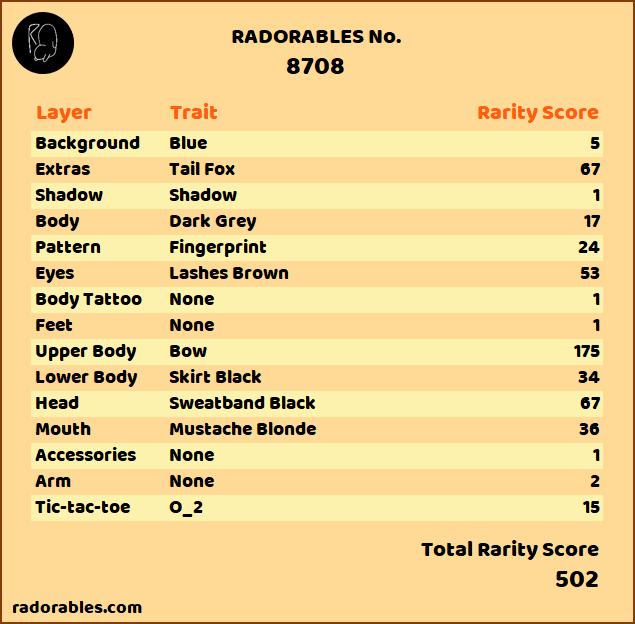 RADORABLES No.
8708
Layer Trait Rarity Score
Background Blue 5
Extras Tail Fox 67
Shadow Shadow 1
Body Dark Grey 17
Pattern Fingerprint 24
Eyes Lashes Brown 53
Body Tattoo None 1
Feet None 1
Upper Body Bow 175
Lower Body Skirt Black 34
Head Sweatband Black 67
Mouth Mustache Blonde 36
Accessories None 1
Arm None 2
Tic-tac-toe O_2 15
Total Rarity Score
502
radorables.com